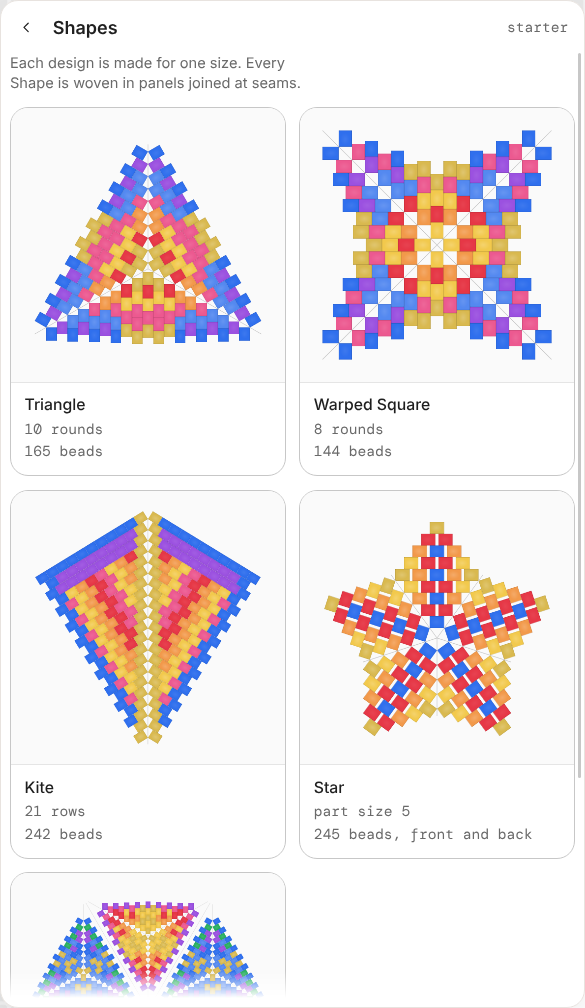 Shapes
starter
Each design is made for one size. Every
Shape is woven in panels joined at seams.
Triangle
10 rounds
165 beads
Warped Square
8 rounds
144 beads
Kite
21 rows
242 beads
Star
part size 5
245 beads, front and back